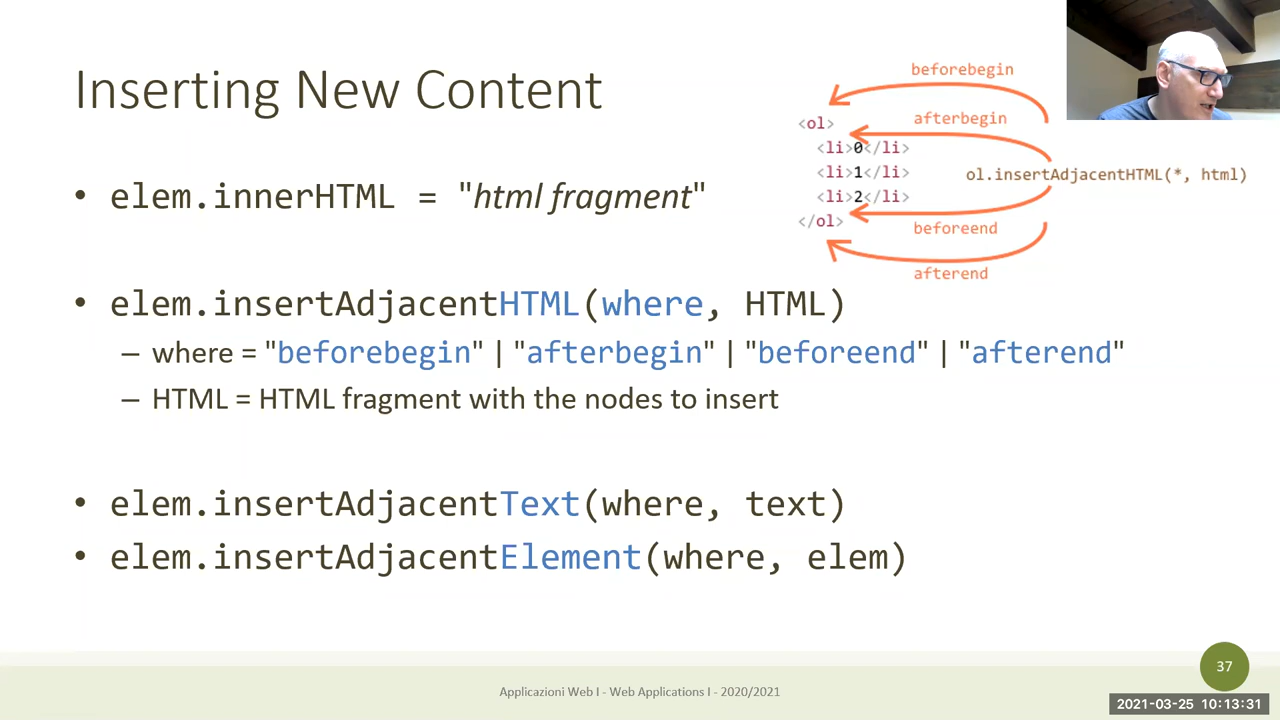 Inserting New Content
beforebegin
<ol>
afterbegin
<li>0</li>
<li>1</li>
ol.insertAdjacentHTML(*, html)
<li>2</li>
</ol>
beforeend
afterend
• elem.innerHTML = "html fragment"
• elem.insertAdjacentHTML(where, HTML)
– where = "beforebegin" | "afterbegin" | "beforeend" | "afterend"
– HTML = HTML fragment with the nodes to insert
• elem.insertAdjacentText(where, text)
• elem.insertAdjacentElement(where, elem)
37
Applicazioni Web I - Web Applications I - 2020/2021
2021-03-25 10:13:31